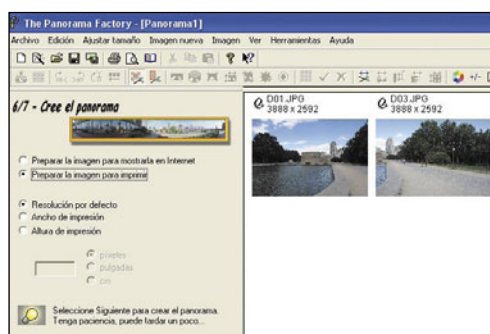 The Panorama Factory - [Panorama1]
Archivo Edición Ajustar tamaño Imagen nueva Imagen Ver Herramientas Ayuda
6/7 - Cree el panorama
Preparar la imagen para mostrarla en Internet
Preparar la imagen para imprimir
Resolución por defecto
Ancho de impresión
Altura de impresión
píxeles
pulgadas
cm
Seleccione Siguiente para crear el panorama.
Tenga paciencia, puede tardar un poco...
D01.JPG
3888 x 2592
D03.JPG
3888 x 2592